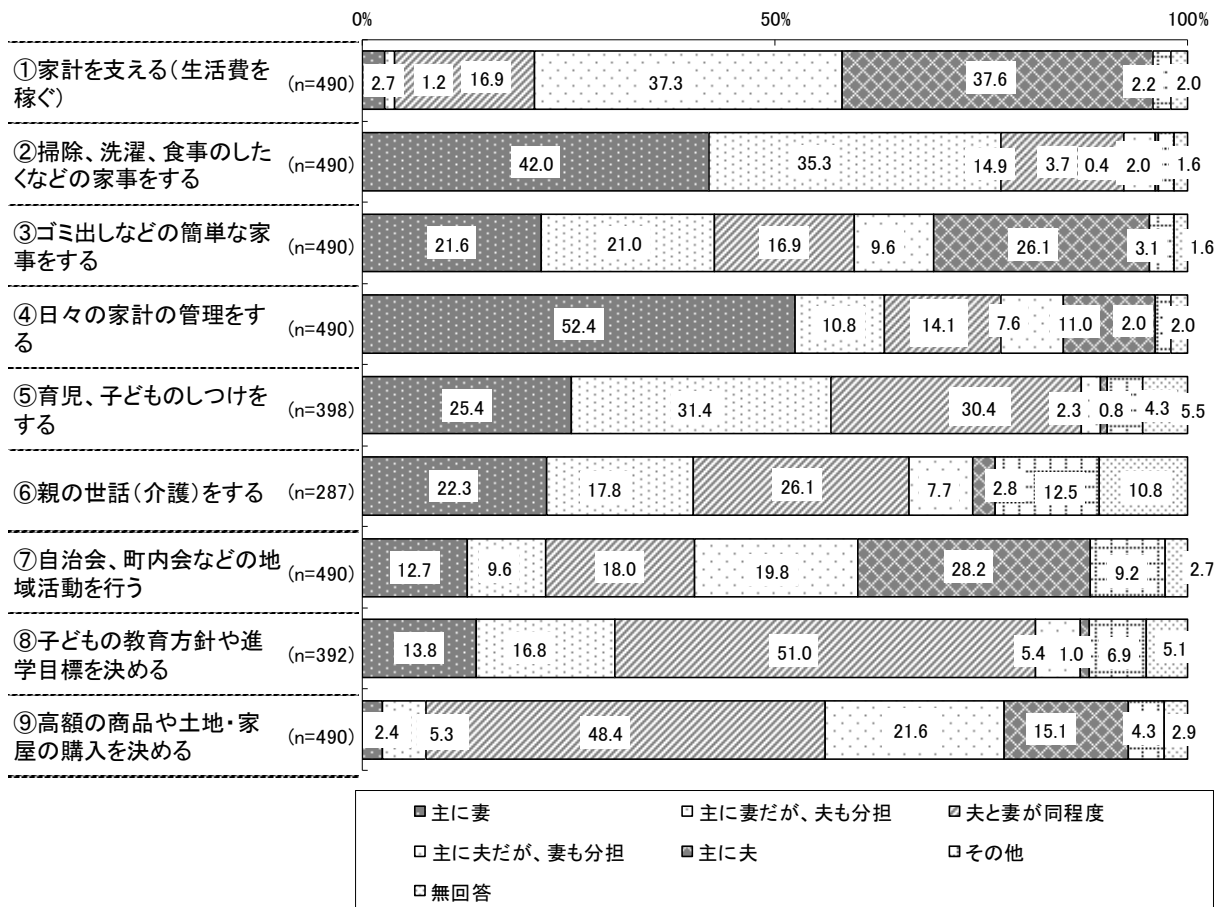 0% 50% 100%
①家計を支える(生活費を
稼ぐ)
(n=490)
2.7 1.2 16.9 37.3 37.6 2.2 2.0
②掃除、洗濯、食事のした
くなどの家事をする
(n=490)
42.0 35.3 14.9 3.7 0.4 2.0 1.6
③ゴミ出しなどの簡単な家
事をする
(n=490)
21.6 21.0 16.9 9.6 26.1 3.1 1.6
④日々の家計の管理をす
る
(n=490)
52.4 10.8 14.1 7.6 11.0 2.0 2.0
⑤育児、子どものしつけを
する
(n=398)
25.4 31.4 30.4 2.3 0.8 4.3 5.5
⑥親の世話(介護)をする
(n=287)
22.3 17.8 26.1 7.7 2.8 12.5 10.8
⑦自治会、町内会などの地
域活動を行う
(n=490)
12.7 9.6 18.0 19.8 28.2 9.2 2.7
⑧子どもの教育方針や進
学目標を決める
(n=392)
13.8 16.8 51.0 5.4 1.0 6.9 5.1
⑨高額の商品や土地・家
屋の購入を決める
(n=490)
2.4 5.3 48.4 21.6 15.1 4.3 2.9
主に妻 主に妻だが、夫も分担 夫と妻が同程度
主に夫だが、妻も分担 主に夫 その他
無回答